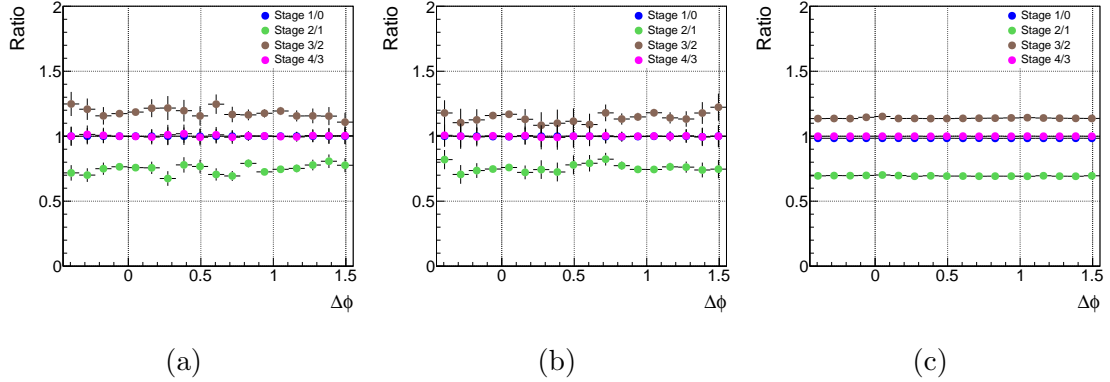 Ratio
2
1.5
1
0.5
0
Stage 1/0
Stage 2/1
Stage 3/2
Stage 4/3
0 0.5 1 1.5
Δϕ
(a)
Ratio
2
1.5
1
0.5
0
Stage 1/0
Stage 2/1
Stage 3/2
Stage 4/3
0 0.5 1 1.5
Δϕ
(b)
Ratio
2
1.5
1
0.5
0
Stage 1/0
Stage 2/1
Stage 3/2
Stage 4/3
0 0.5 1 1.5
Δϕ
(c)